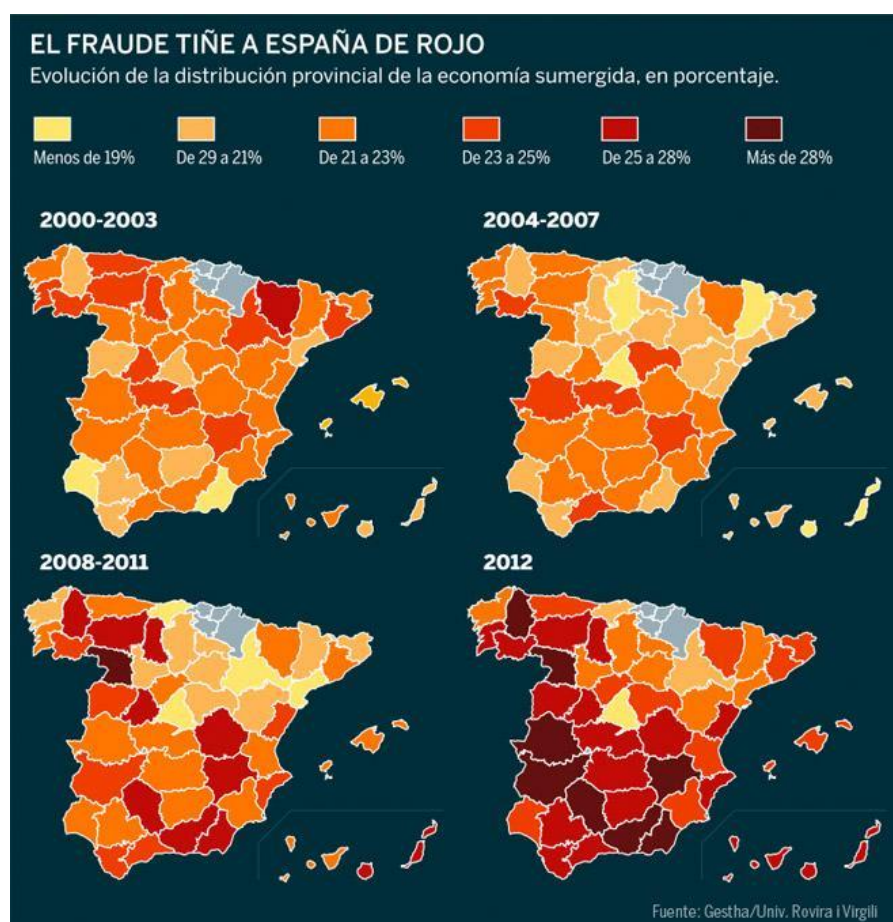 EL FRAUDE TIÑE A ESPAÑA DE ROJO
Evolución de la distribución provincial de la economía sumergida, en porcentaje.
Menos de 19%
De 29 a 21%
De 21 a 23%
De 23 a 25%
De 25 a 28%
Más de 28%
2000-2003
2004-2007
2008-2011
2012
Fuente: Gestha/Univ. Rovira i Virgili